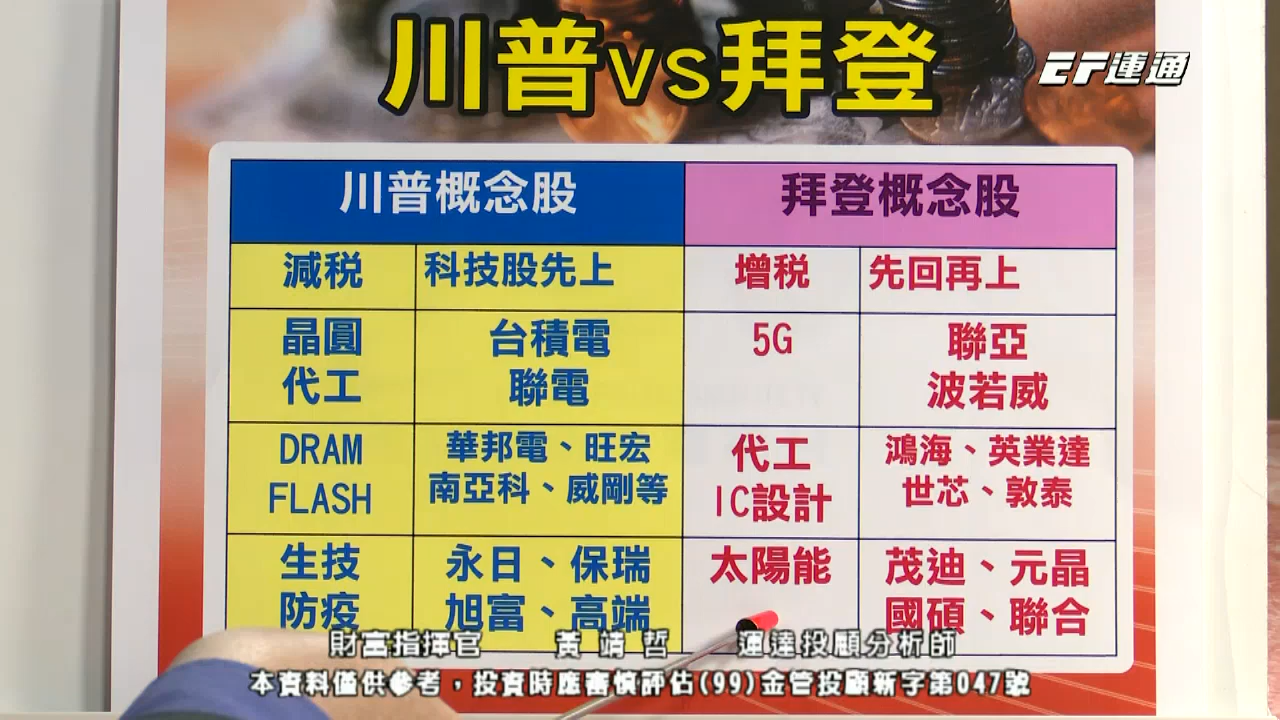 川普vs拜登
EF運通
川普概念股
拜登概念股
減稅
科技股先上
增稅
先回再上
晶圓
代工
台積電
聯電
5G
聯亞
波若威
DRAM
FLASH
華邦電、旺宏
南亞科、威剛等
代工
IC設計
鴻海、英業達
世芯、敦泰
生技
防疫
永日、保瑞
旭富、高端
太陽能
茂迪、元晶
國碩、聯合
財富指揮官 黃靖哲 運達投顧分析師
本資料僅供參考，投資時應審慎評估(99)金管投顧新字第047號